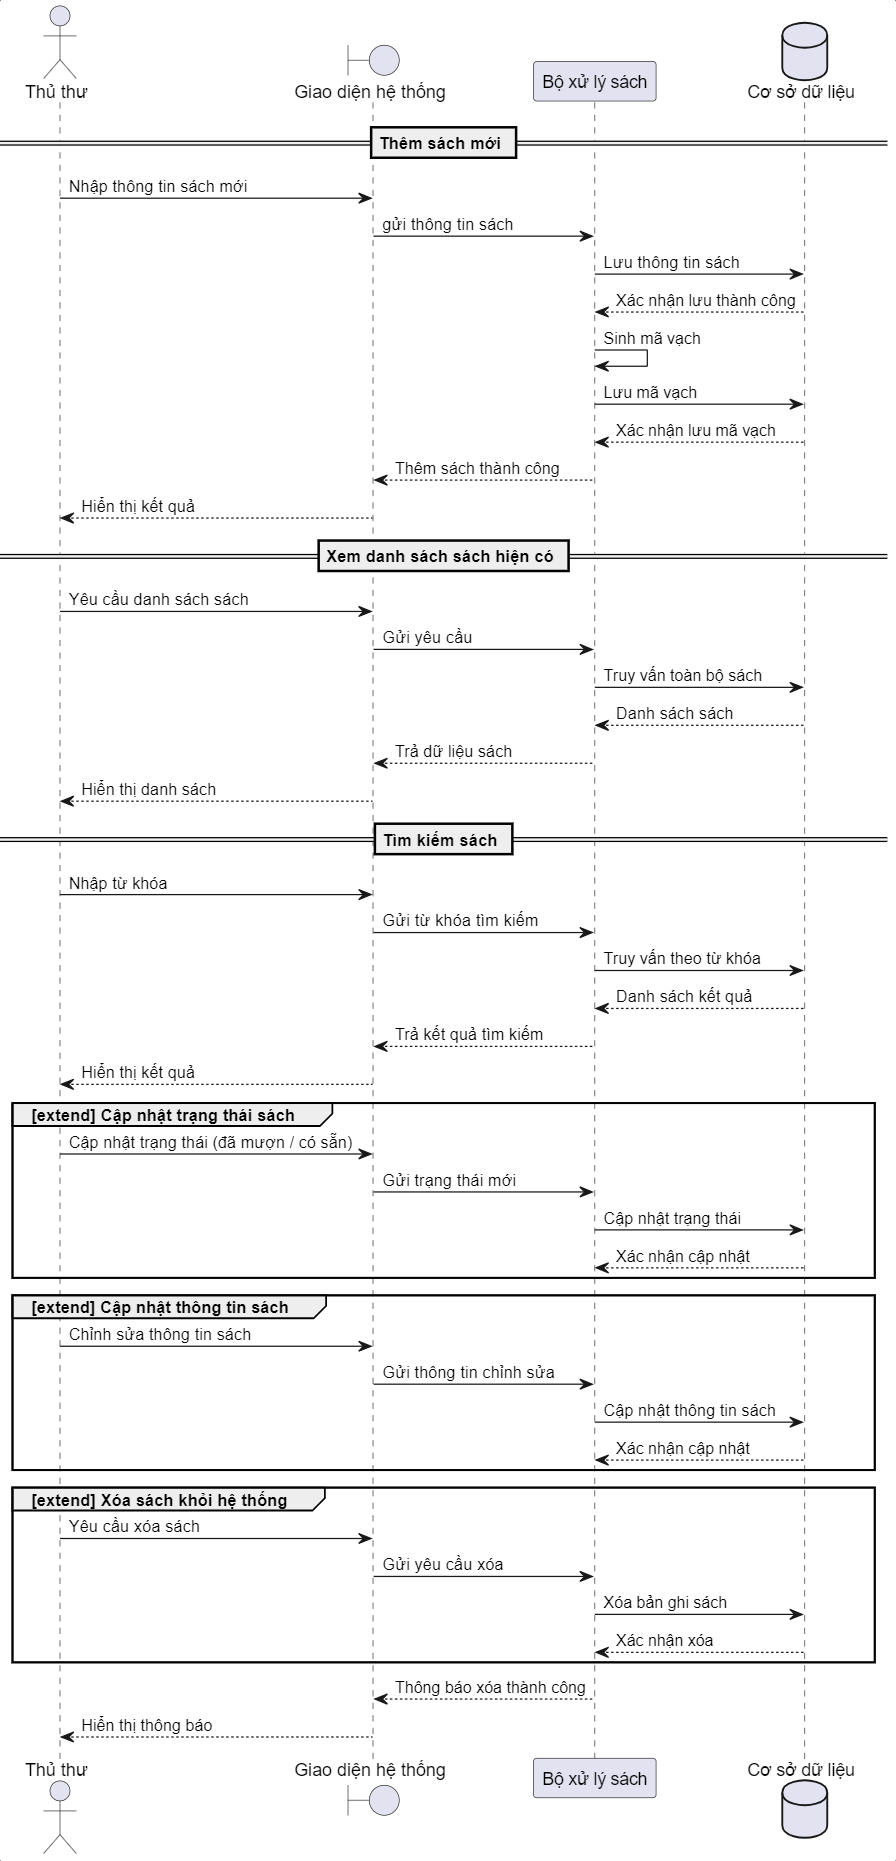 Thủ thư
Giao diện hệ thống
Bộ xử lý sách
Cơ sở dữ liệu
Thêm sách mới
Nhập thông tin sách mới
gửi thông tin sách
Lưu thông tin sách
Xác nhận lưu thành công
Sinh mã vạch
Lưu mã vạch
Xác nhận lưu mã vạch
Thêm sách thành công
Hiển thị kết quả
Xem danh sách sách hiện có
Yêu cầu danh sách sách
Gửi yêu cầu
Truy vấn toàn bộ sách
Danh sách sách
Trả dữ liệu sách
Hiển thị danh sách
Tìm kiếm sách
Nhập từ khóa
Gửi từ khóa tìm kiếm
Truy vấn theo từ khóa
Danh sách kết quả
Trả kết quả tìm kiếm
Hiển thị kết quả
[extend] Cập nhật trạng thái sách
Cập nhật trạng thái (đã mượn / có sẵn)
Gửi trạng thái mới
Cập nhật trạng thái
Xác nhận cập nhật
[extend] Cập nhật thông tin sách
Chỉnh sửa thông tin sách
Gửi thông tin chỉnh sửa
Cập nhật thông tin sách
Xác nhận cập nhật
[extend] Xóa sách khỏi hệ thống
Yêu cầu xóa sách
Gửi yêu cầu xóa
Xóa bản ghi sách
Xác nhận xóa
Thông báo xóa thành công
Hiển thị thông báo
Thủ thư
Giao diện hệ thống
Bộ xử lý sách
Cơ sở dữ liệu